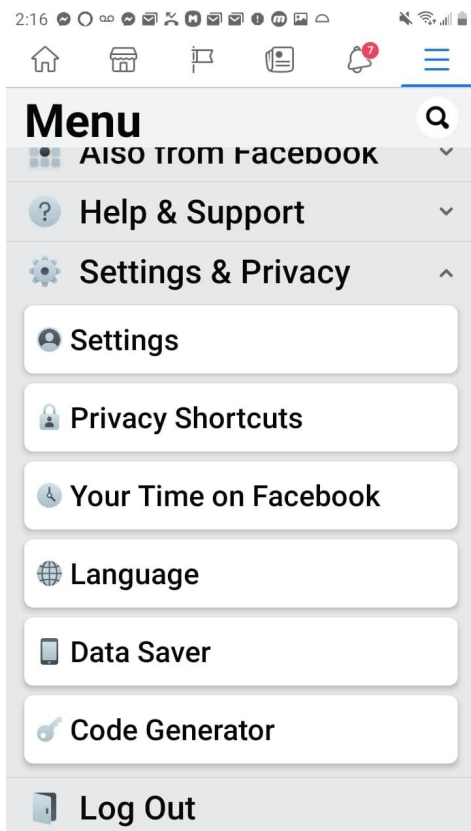 2:16
7
Menu
Also from Facebook
Help & Support
Settings & Privacy
Settings
Privacy Shortcuts
Your Time on Facebook
Language
Data Saver
Code Generator
Log Out